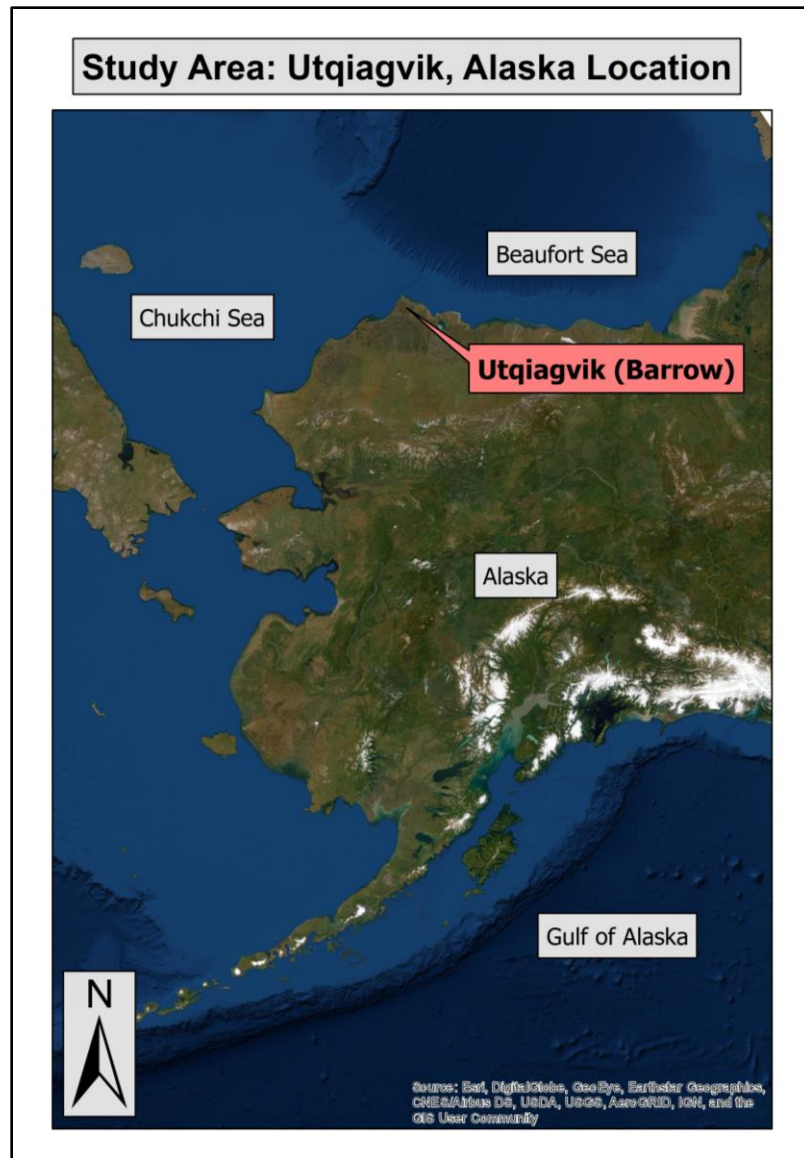 Study Area: Utqiagvik, Alaska Location
Beaufort Sea
Chukchi Sea
Utqiagvik (Barrow)
Alaska
Gulf of Alaska
N
Source: Esri, DigitalGlobe, GeoEye, Earthstar Geographics,
CNES/Airbus DS, USDA, USGS, AeroGRID, IGN, and the
GIS User Community